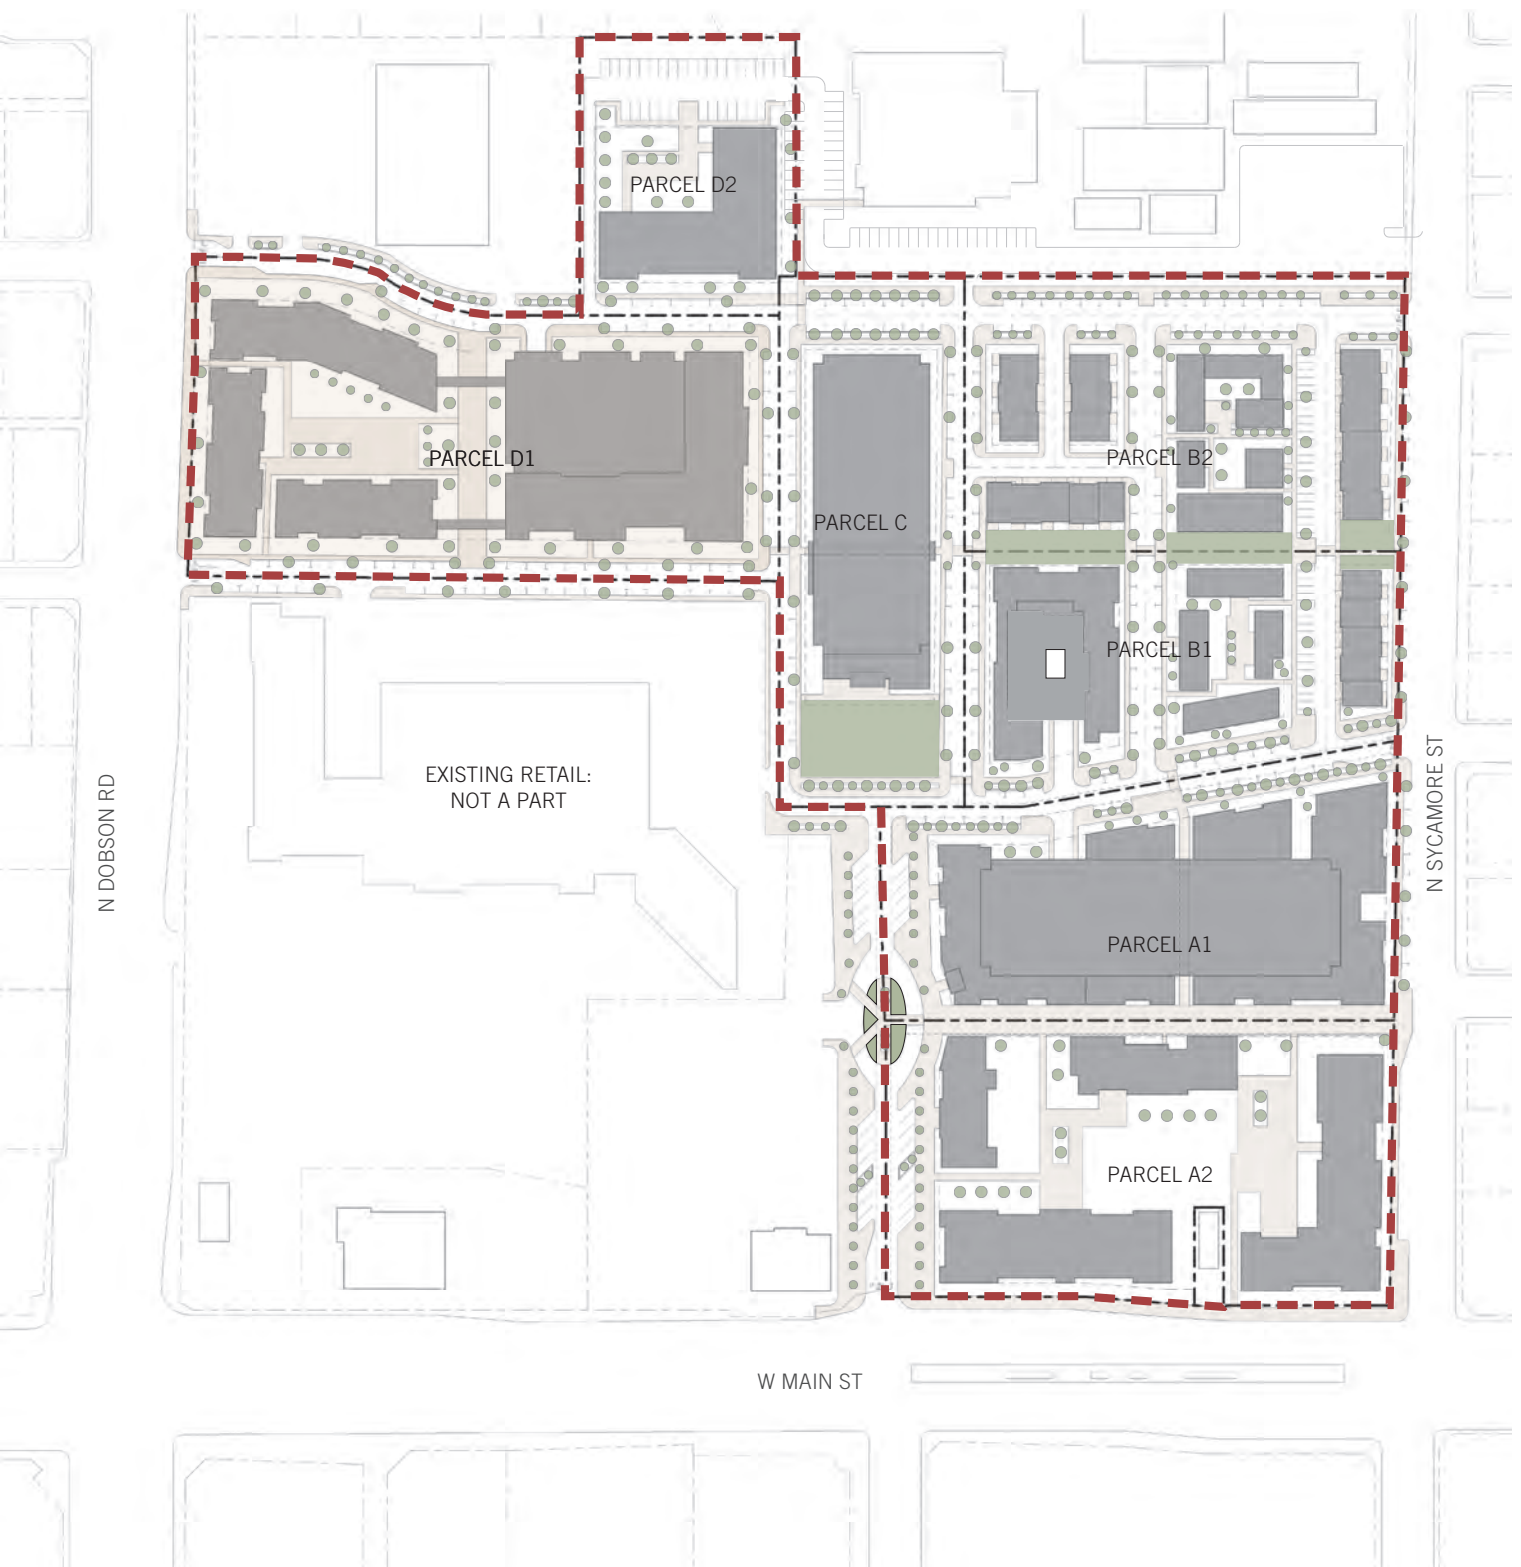 PARCEL D2
PARCEL D1
PARCEL B2
PARCEL C
PARCEL B1
EXISTING RETAIL:
NOT A PART
N DOBSON RD
N SYCAMORE ST
PARCEL A1
PARCEL A2
W MAIN ST